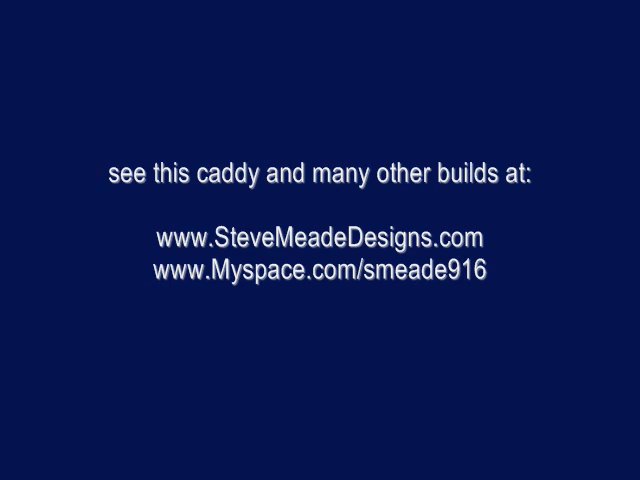 see this caddy and many other builds at:
www.SteveMeadeDesigns.com
www.Myspace.com/smeade916